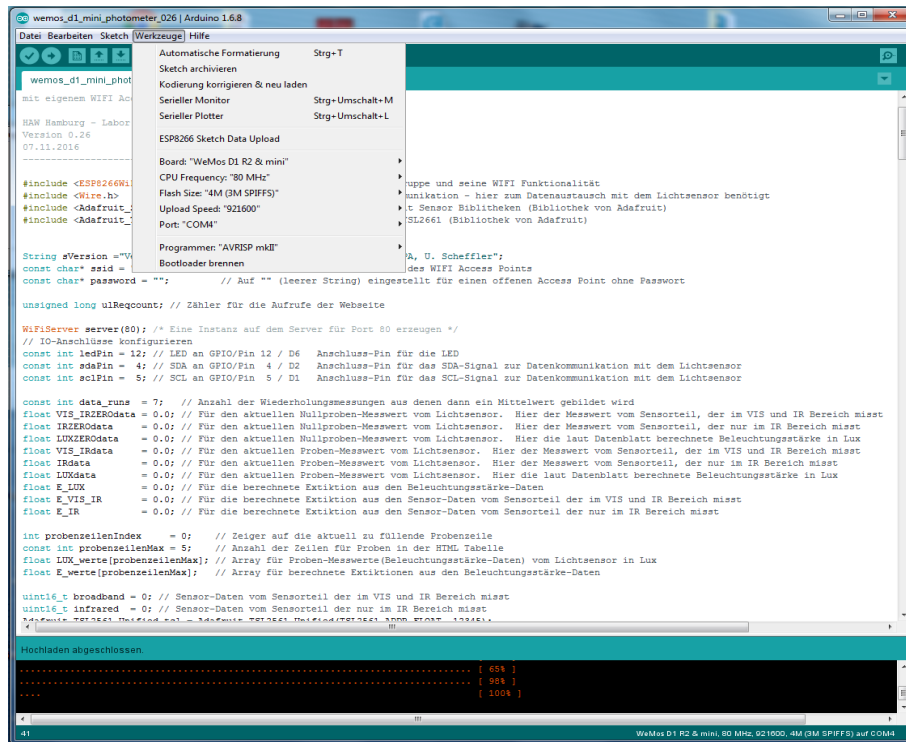 wemos_d1_mini_photometer_026 | Arduino 1.6.8
Datei Bearbeiten Sketch Werkzeuge Hilfe
wemos_d1_mini_phot
Automatische Formatierung Strg+T
Sketch archivieren
Kodierung korrigieren & neu laden
Serieller Monitor Strg+Umschalt+M
Serieller Plotter Strg+Umschalt+L
ESP8266 Sketch Data Upload
Board: "WeMos D1 R2 & mini"
CPU Frequency: "80 MHz"
Flash Size: "4M (3M SPIFFS)"
Upload Speed: "921600"
Port: "COM4"
Programmer: "AVRISP mkII"
Bootloader brennen
mit eigenem WIFI Ac
HAW Hamburg - Labor
Version 0.26
07.11.2016
#include <ESP8266Wi uppe und seine WIFI Funktionalität
#include <Wire.h> unikation - hier zum Datenaustausch mit dem Lichtsensor benötigt
#include <Adafruit_ t Sensor Biblitheken (Bibliothek von Adafruit)
#include <Adafruit_ SL2661 (Bibliothek von Adafruit)
String sVersion ="V PA, U. Scheffler";
const char* ssid = des WIFI Access Points
const char* password = ""; // Auf "" (leerer String) eingestellt für einen offenen Access Point ohne Passwort
unsigned long ulReqcount; // Zähler für die Aufrufe der Webseite
WiFiServer server(80); /* Eine Instanz auf dem Server für Port 80 erzeugen */
// IO-Anschlüsse konfigurieren
const int ledPin = 12; // LED an GPIO/Pin 12 / D6 Anschluss-Pin für die LED
const int sdaPin = 4; // SDA an GPIO/Pin 4 / D2 Anschluss-Pin für das SDA-Signal zur Datenkommunikation mit dem Lichtsensor
const int sclPin = 5; // SCL an GPIO/Pin 5 / D1 Anschluss-Pin für das SCL-Signal zur Datenkommunikation mit dem Lichtsensor
const int data_runs = 7; // Anzahl der Wiederholungsmessungen aus denen dann ein Mittelwert gebildet wird
float VIS_IRZEROdata = 0.0; // Für den aktuellen Nullproben-Messwert vom Lichtsensor. Hier der Messwert vom Sensorteil, der im VIS und IR Bereich misst
float IRZEROdata = 0.0; // Für den aktuellen Nullproben-Messwert vom Lichtsensor. Hier der Messwert vom Sensorteil, der nur im IR Bereich misst
float LUXZEROdata = 0.0; // Für den aktuellen Nullproben-Messwert vom Lichtsensor. Hier die laut Datenblatt berechnete Beleuchtungsstärke in Lux
float VIS_IRdata = 0.0; // Für den aktuellen Proben-Messwert vom Lichtsensor. Hier der Messwert vom Sensorteil, der im VIS und IR Bereich misst
float IRdata = 0.0; // Für den aktuellen Proben-Messwert vom Lichtsensor. Hier der Messwert vom Sensorteil, der nur im IR Bereich misst
float LUXdata = 0.0; // Für den aktuellen Proben-Messwert vom Lichtsensor. Hier die laut Datenblatt berechnete Beleuchtungsstärke in Lux
float E_LUX = 0.0; // Für die berechnete Extiktion aus den Beleuchtungsstärke-Daten
float E_VIS_IR = 0.0; // Für die berechnete Extiktion aus den Sensor-Daten vom Sensorteil der im VIS und IR Bereich misst
float E_IR = 0.0; // Für die berechnete Extiktion aus den Sensor-Daten vom Sensorteil der nur im IR Bereich misst
int probenzeilenIndex = 0; // Zeiger auf die aktuell zu füllende Probenzeile
const int probenzeilenMax = 5; // Anzahl der Zeilen für Proben in der HTML Tabelle
float LUX_werte[probenzeilenMax]; // Array für Proben-Messwerte(Beleuchtungsstärke-Daten) vom Lichtsensor in Lux
float E_werte[probenzeilenMax]; // Array für berechnete Extiktionen aus den Beleuchtungsstärke-Daten
uint16_t broadband = 0; // Sensor-Daten vom Sensorteil der im VIS und IR Bereich misst
uint16_t infrared = 0; // Sensor-Daten vom Sensorteil der nur im IR Bereich misst
Adafruit_TSL2561_Unified tsl = Adafruit_TSL2561_Unified(TSL2561_ADDR_FLOAT, 12345);
Hochladen abgeschlossen.
................................................................................ [ 65% ]
................................................................................ [ 98% ]
.... [ 100% ]
41
WeMos D1 R2 & mini, 80 MHz, 921600, 4M (3M SPIFFS) auf COM4